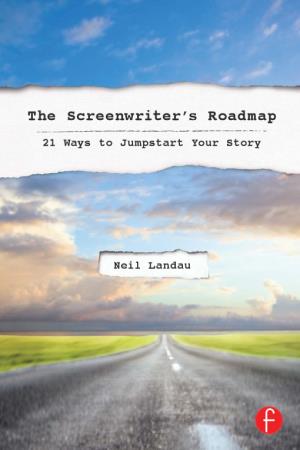 The Screenwriter's Roadmap
21 Ways to Jumpstart Your Story
Neil Landau
f